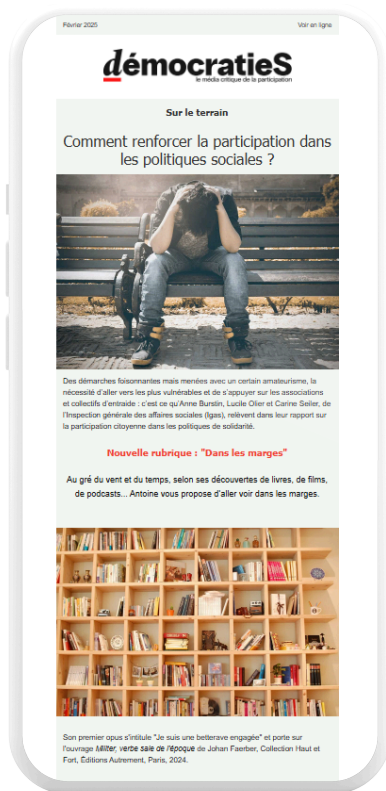 Février 2025
Voir en ligne
démocratieS
le média critique de la participation
Sur le terrain
Comment renforcer la participation dans
les politiques sociales ?
Des démarches foisonnantes mais menées avec un certain amateurisme, la
nécessité d'aller vers les plus vulnérables et de s'appuyer sur les associations
et collectifs d'entraide : c'est ce qu'Anne Burstin, Lucile Olier et Carine Seiler, de
l'Inspection générale des affaires sociales (Igas), relèvent dans leur rapport sur
la participation citoyenne dans les politiques de solidarité.
Nouvelle rubrique : "Dans les marges"
Au gré du vent et du temps, selon ses découvertes de livres, de films,
de podcasts... Antoine vous propose d'aller voir dans les marges.
Son premier opus s'intitule "Je suis une betterave engagée" et porte sur
l'ouvrage Militer, verbe sale de l'époque de Johan Faerber, Collection Haut et
Fort, Éditions Autrement, Paris, 2024.